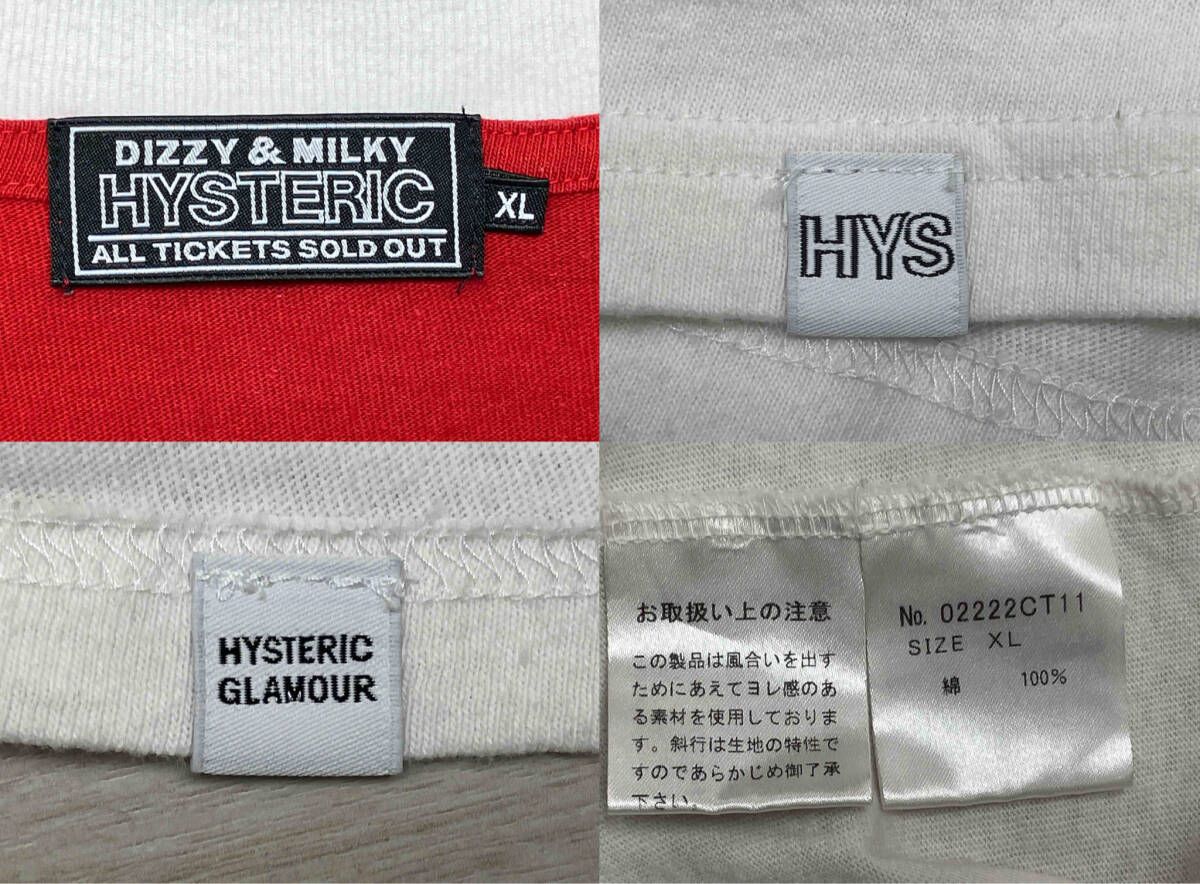 DIZZY & MILKY
HYSTERIC
ALL TICKETS SOLD OUT
XL
HYS
HYSTERIC
GLAMOUR
お取扱い上の注意
この製品は風合いを出す
ためにあえてヨレ感のあ
る素材を使用しておりま
す。斜行は生地の特性で
すのであらかじめ御了承
下さい。
No. 02222CT11
SIZE XL
綿 100%